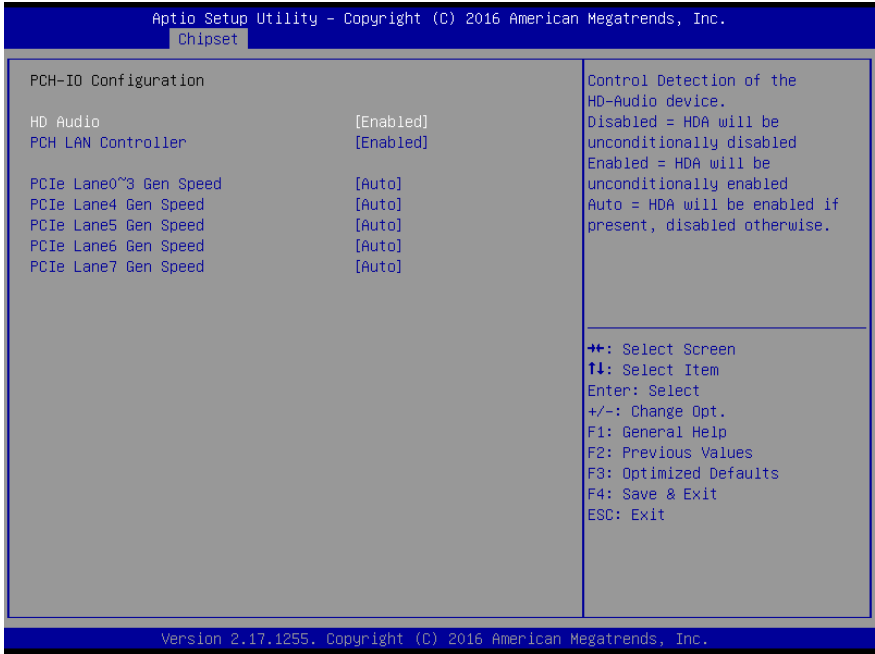 Aptio Setup Utility – Copyright (C) 2016 American Megatrends, Inc.
Chipset
PCH-IO Configuration
HD Audio [Enabled]
PCH LAN Controller [Enabled]
PCIe Lane0~3 Gen Speed [Auto]
PCIe Lane4 Gen Speed [Auto]
PCIe Lane5 Gen Speed [Auto]
PCIe Lane6 Gen Speed [Auto]
PCIe Lane7 Gen Speed [Auto]
Control Detection of the
HD-Audio device.
Disabled = HDA will be
unconditionally disabled
Enabled = HDA will be
unconditionally enabled
Auto = HDA will be enabled if
present, disabled otherwise.
→←: Select Screen
↑↓: Select Item
Enter: Select
+/-: Change Opt.
F1: General Help
F2: Previous Values
F3: Optimized Defaults
F4: Save & Exit
ESC: Exit
Version 2.17.1255. Copyright (C) 2016 American Megatrends, Inc.